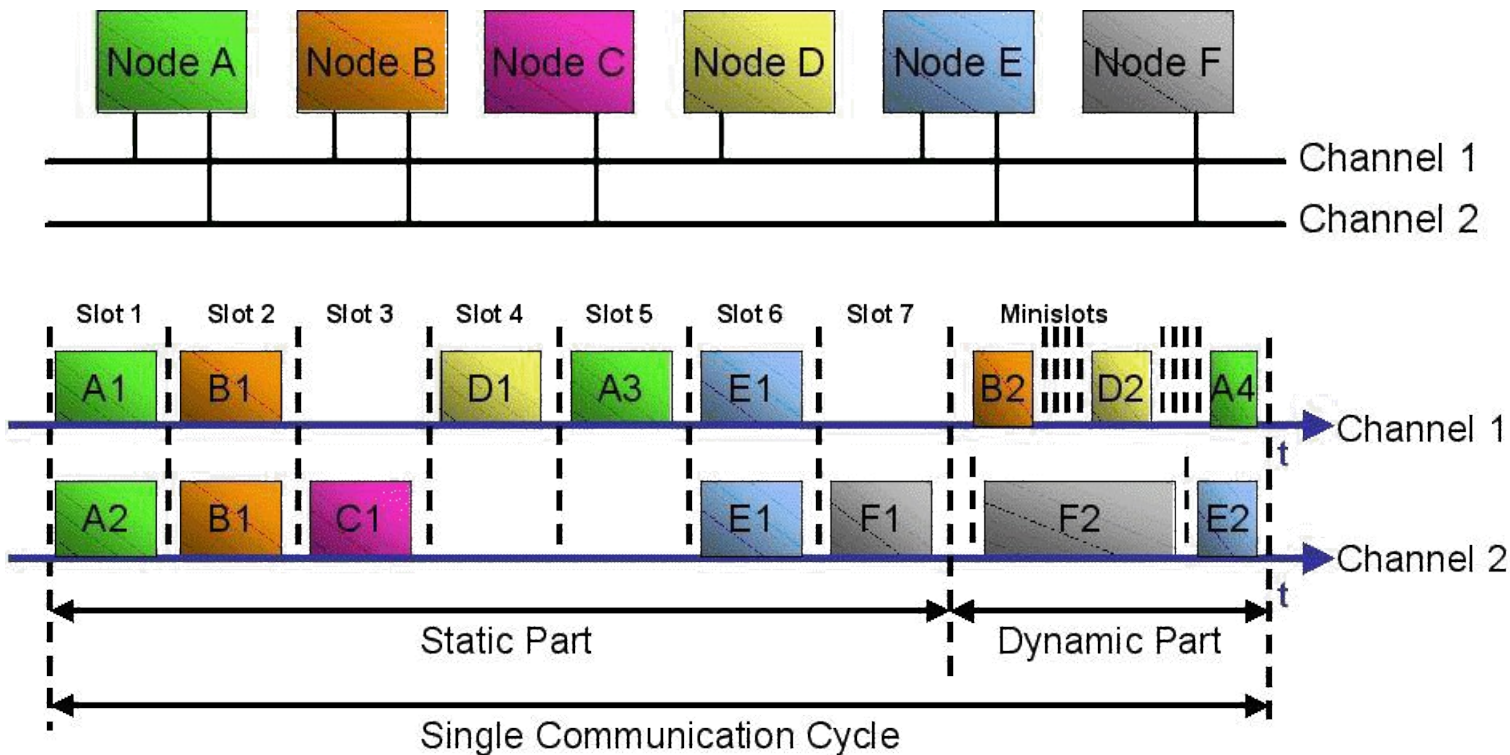 Node A Node B Node C Node D Node E Node F
Channel 1
Channel 2
Slot 1 Slot 2 Slot 3 Slot 4 Slot 5 Slot 6 Slot 7 Minislots
A1 B1 D1 A3 E1 B2 D2 A4
Channel 1
t
A2 B1 C1 E1 F1 F2 E2
Channel 2
t
Static Part Dynamic Part
Single Communication Cycle